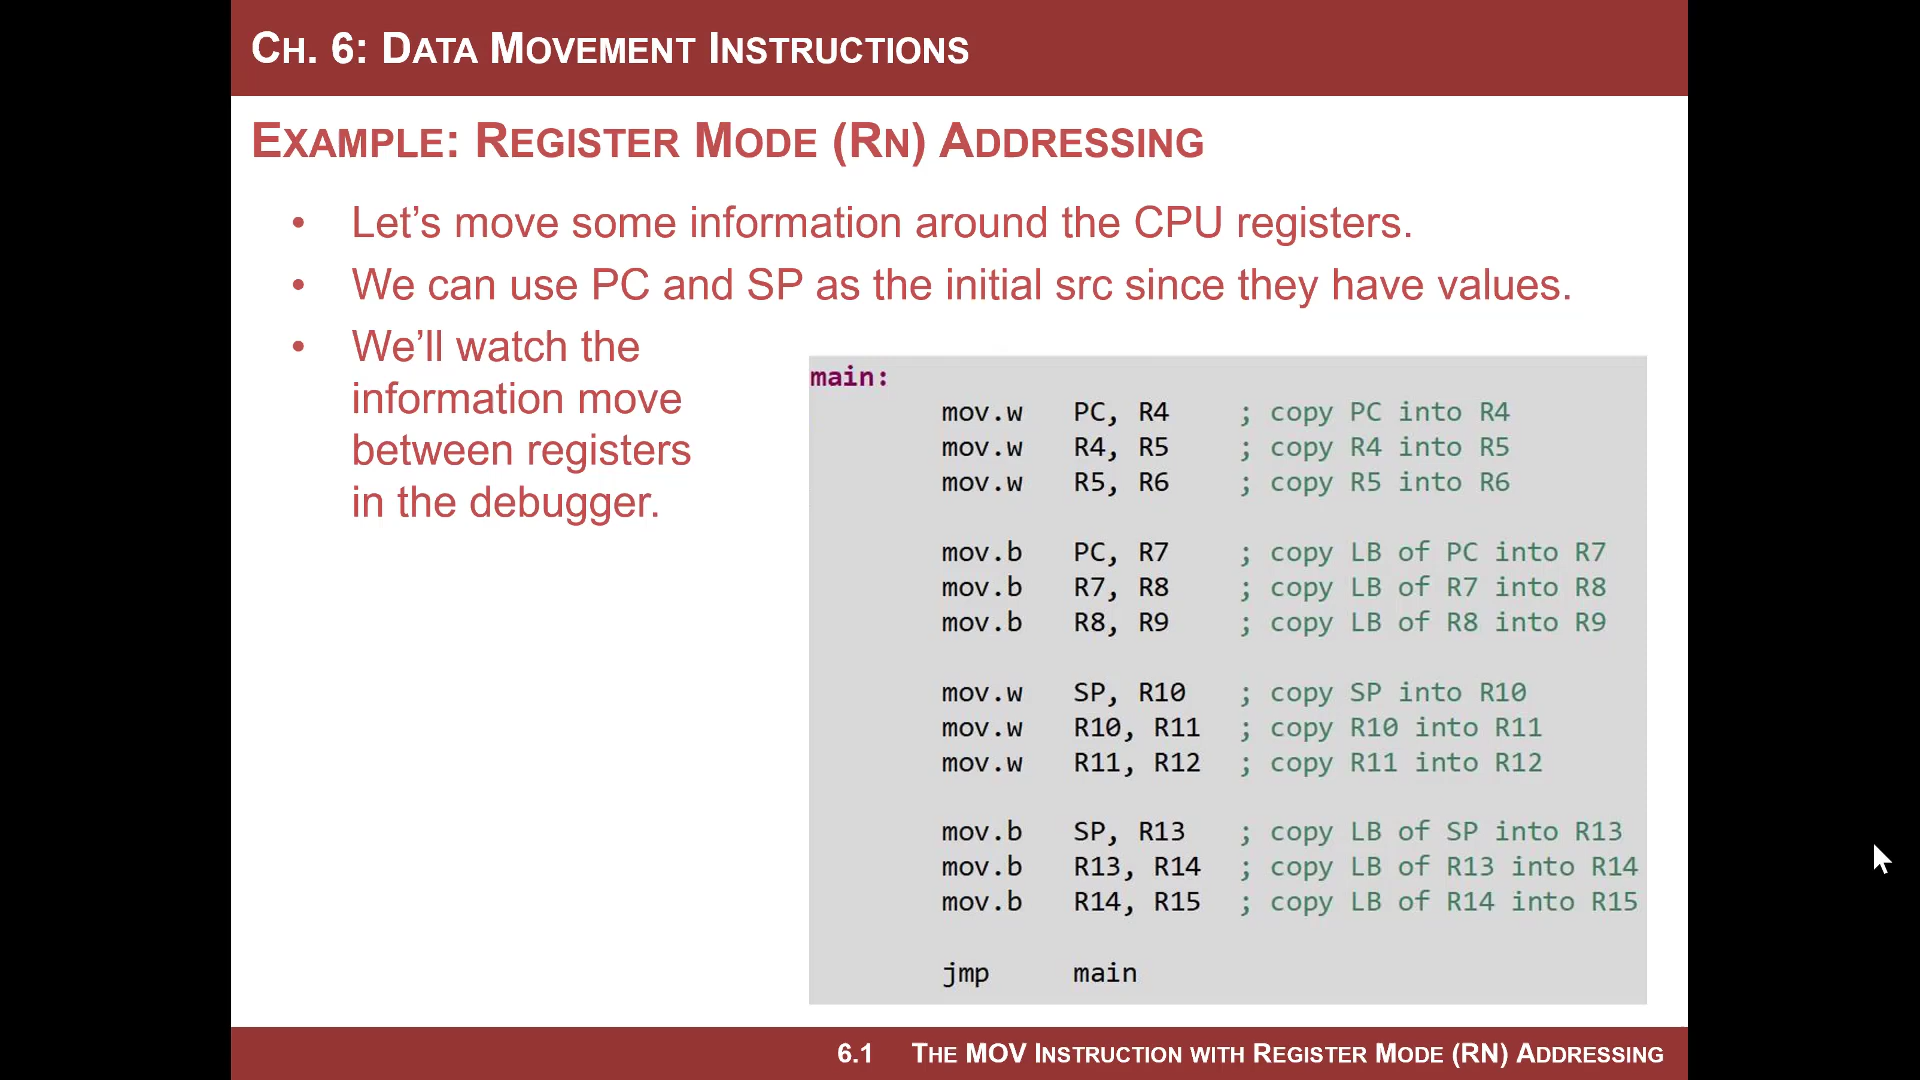 CH. 6: DATA MOVEMENT INSTRUCTIONS
EXAMPLE: REGISTER MODE (RN) ADDRESSING
• Let's move some information around the CPU registers.
• We can use PC and SP as the initial src since they have values.
• We'll watch the
information move
between registers
in the debugger.
main:
mov.w PC, R4 ; copy PC into R4
mov.w R4, R5 ; copy R4 into R5
mov.w R5, R6 ; copy R5 into R6
mov.b PC, R7 ; copy LB of PC into R7
mov.b R7, R8 ; copy LB of R7 into R8
mov.b R8, R9 ; copy LB of R8 into R9
mov.w SP, R10 ; copy SP into R10
mov.w R10, R11 ; copy R10 into R11
mov.w R11, R12 ; copy R11 into R12
mov.b SP, R13 ; copy LB of SP into R13
mov.b R13, R14 ; copy LB of R13 into R14
mov.b R14, R15 ; copy LB of R14 into R15
jmp main
6.1 THE MOV INSTRUCTION WITH REGISTER MODE (RN) ADDRESSING